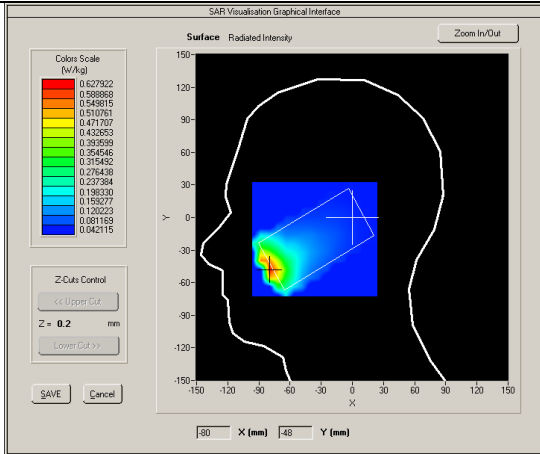 SAR Visualisation Graphical Interface
Surface Radiated Intensity
Zoom In/Out
Colors Scale
(W/kg)
0.627922
0.588868
0.549815
0.510761
0.471707
0.432653
0.393599
0.354546
0.315492
0.276438
0.237384
0.198330
0.159277
0.120223
0.081169
0.042115
Z-Cuts Control
<< Upper Cut
Z = 0.2 mm
Lower Cut >>
SAVE Cancel
150
120
90
60
30
0
-30
-60
-90
-120
-150
Y
-150 -120 -90 -60 -30 0 30 60 90 120 150
X
-80 X (mm) -48 Y (mm)